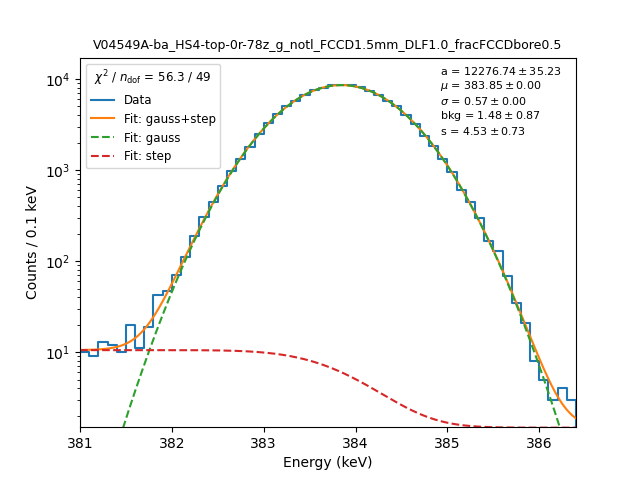 V04549A-ba_HS4-top-0r-78z_g_notl_FCCD1.5mm_DLF1.0_fracFCCDbore0.5
χ² / n_dof = 56.3 / 49
Data
Fit: gauss+step
Fit: gauss
Fit: step
a = 12276.74 ± 35.23
μ = 383.85 ± 0.00
σ = 0.57 ± 0.00
bkg = 1.48 ± 0.87
s = 4.53 ± 0.73
Counts / 0.1 keV
10⁴
10³
10²
10¹
381 382 383 384 385 386
Energy (keV)